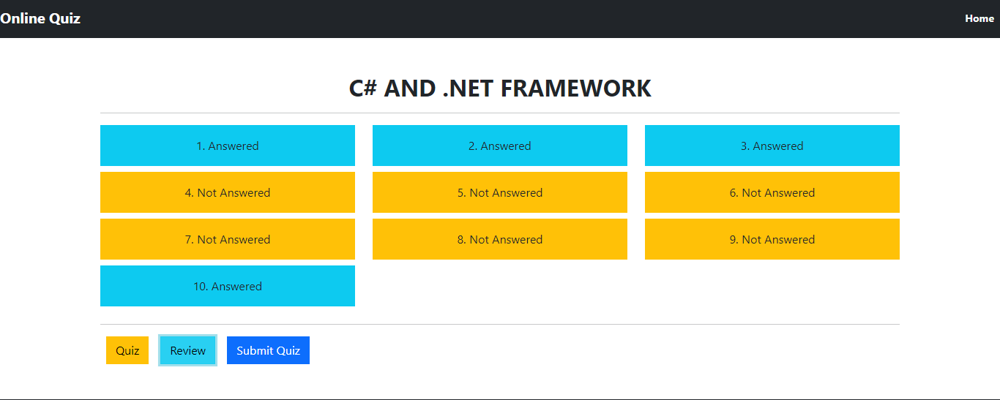 Online Quiz
Home
C# AND .NET FRAMEWORK
1. Answered
2. Answered
3. Answered
4. Not Answered
5. Not Answered
6. Not Answered
7. Not Answered
8. Not Answered
9. Not Answered
10. Answered
Quiz
Review
Submit Quiz